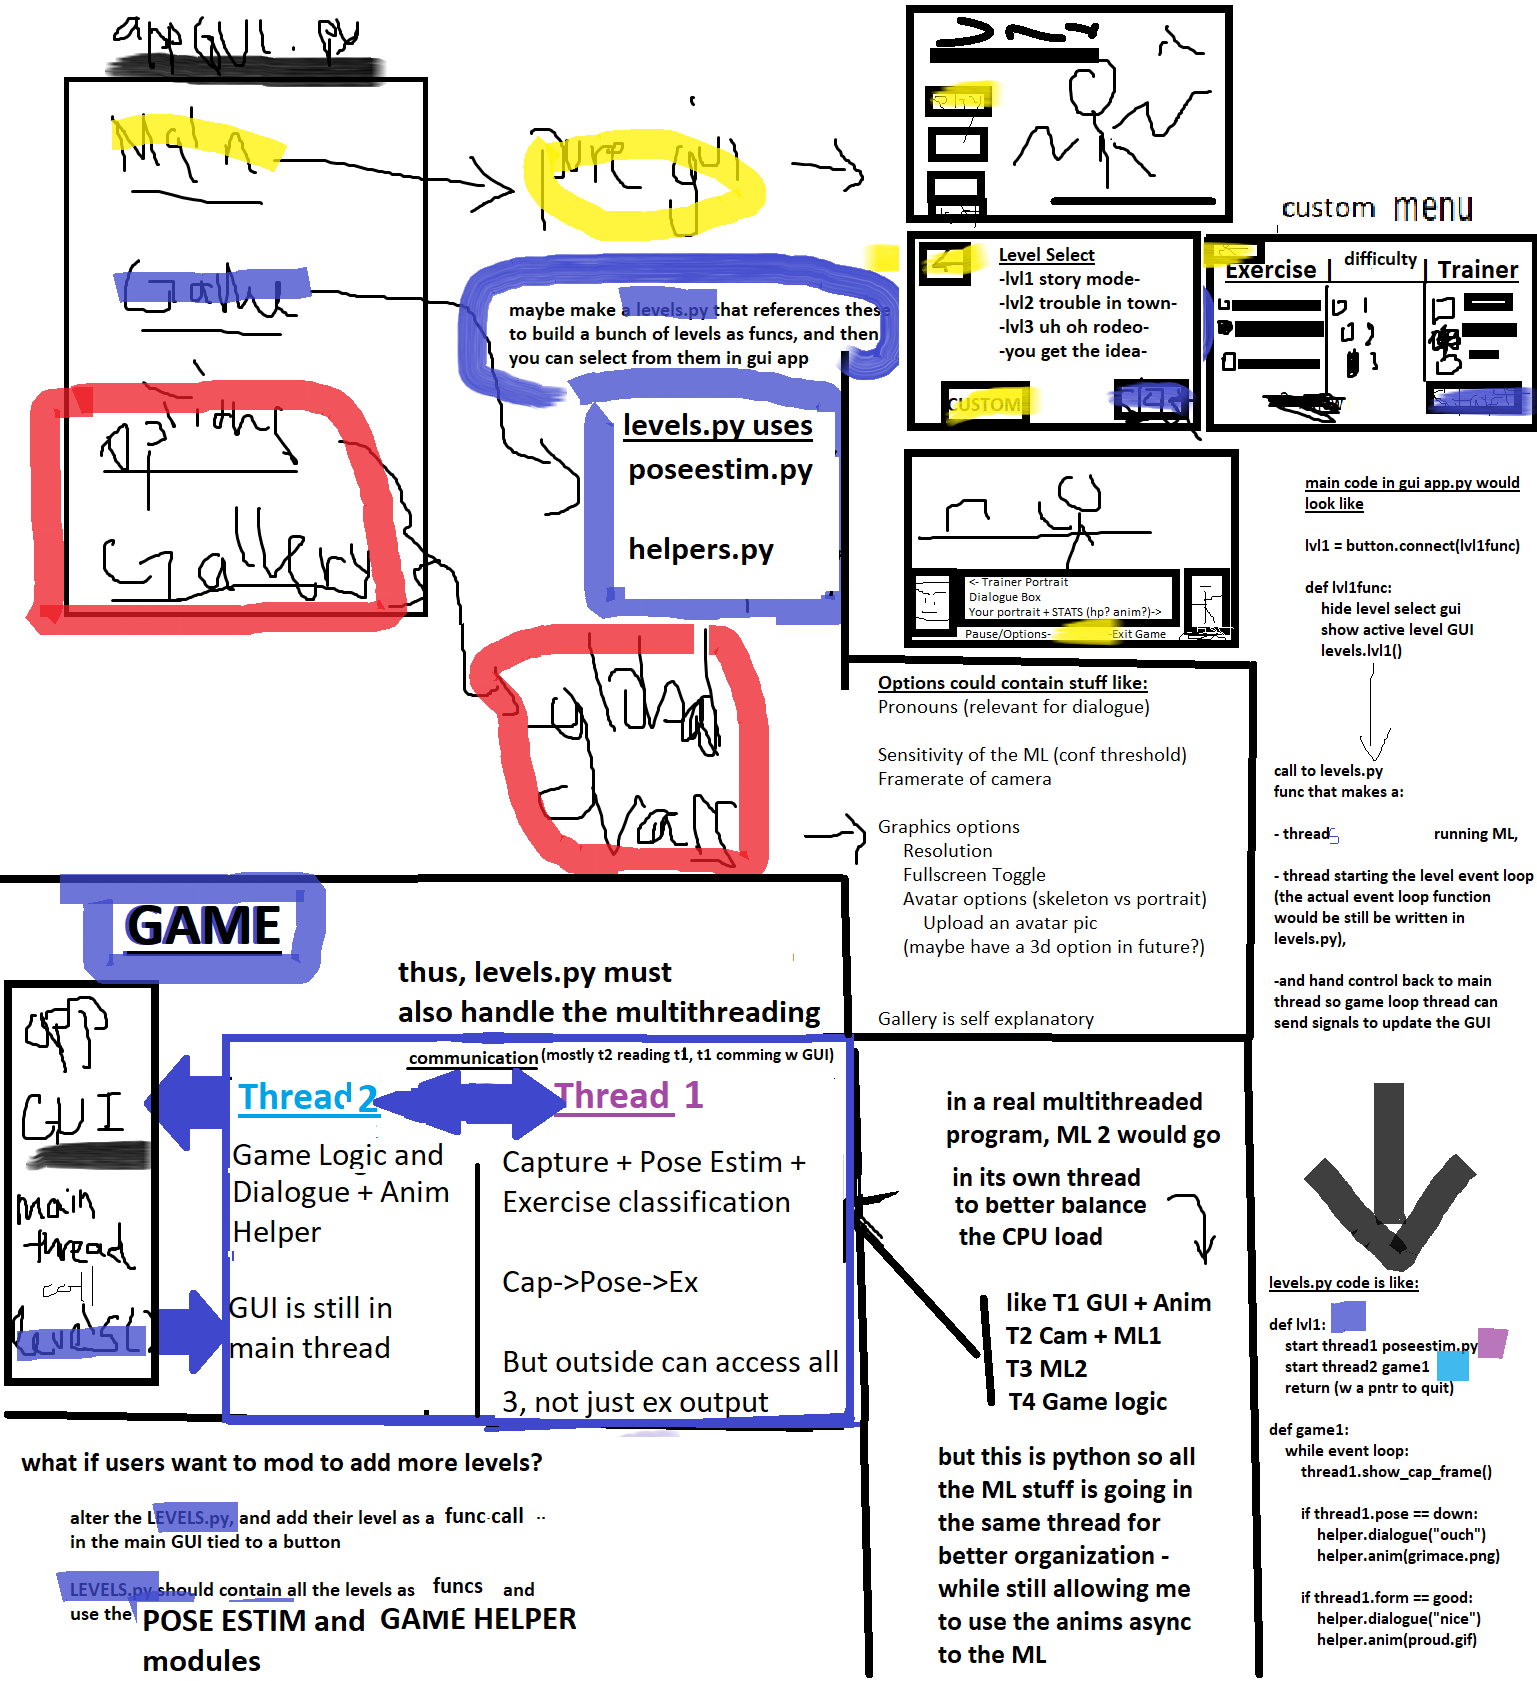 appGUI.py
Main
pure gui
Game
options
Gallery
maybe make a levels.py that references these
to build a bunch of levels as funcs, and then
you can select from them in gui app
levels.py uses
poseestim.py
helpers.py
Play
custom menu
Level Select
-lvl1 story mode-
-lvl2 trouble in town-
-lvl3 uh oh rodeo-
-you get the idea-
CUSTOM
Exercise | difficulty | Trainer
1
2
3
<- Trainer Portrait
Dialogue Box
Your portrait + STATS (hp? anim?)->
Pause/Options- -Exit Game
main code in gui app.py would
look like
lvl1 = button.connect(lvl1func)
def lvl1func:
hide level select gui
show active level GUI
levels.lvl1()
call to levels.py
func that makes a:
- threads running ML,
- thread starting the level event loop
(the actual event loop function
would be still be written in
levels.py),
-and hand control back to main
thread so game loop thread can
send signals to update the GUI
Options could contain stuff like:
Pronouns (relevant for dialogue)
Sensitivity of the ML (conf threshold)
Framerate of camera
Graphics options
Resolution
Fullscreen Toggle
Avatar options (skeleton vs portrait)
Upload an avatar pic
(maybe have a 3d option in future?)
Gallery is self explanatory
GAME
thus, levels.py must
also handle the multithreading
communication (mostly t2 reading t1, t1 comming w GUI)
app
GUI
main
thread
call
levels()
Thread 2
Game Logic and
Dialogue + Anim
Helper
GUI is still in
main thread
Thread 1
Capture + Pose Estim +
Exercise classification
Cap->Pose->Ex
But outside can access all
3, not just ex output
in a real multithreaded
program, ML 2 would go
in its own thread
to better balance
the CPU load
like T1 GUI + Anim
T2 Cam + ML1
T3 ML2
T4 Game logic
but this is python so all
the ML stuff is going in
the same thread for
better organization -
while still allowing me
to use the anims async
to the ML
levels.py code is like:
def lvl1:
start thread1 poseestim.py
start thread2 game1
return (w a pntr to quit)
def game1:
while event loop:
thread1.show_cap_frame()
if thread1.pose == down:
helper.dialogue("ouch")
helper.anim(grimace.png)
if thread1.form == good:
helper.dialogue("nice")
helper.anim(proud.gif)
what if users want to mod to add more levels?
alter the LEVELS.py, and add their level as a func call
in the main GUI tied to a button
LEVELS.py should contain all the levels as funcs and
use the POSE ESTIM and GAME HELPER
modules